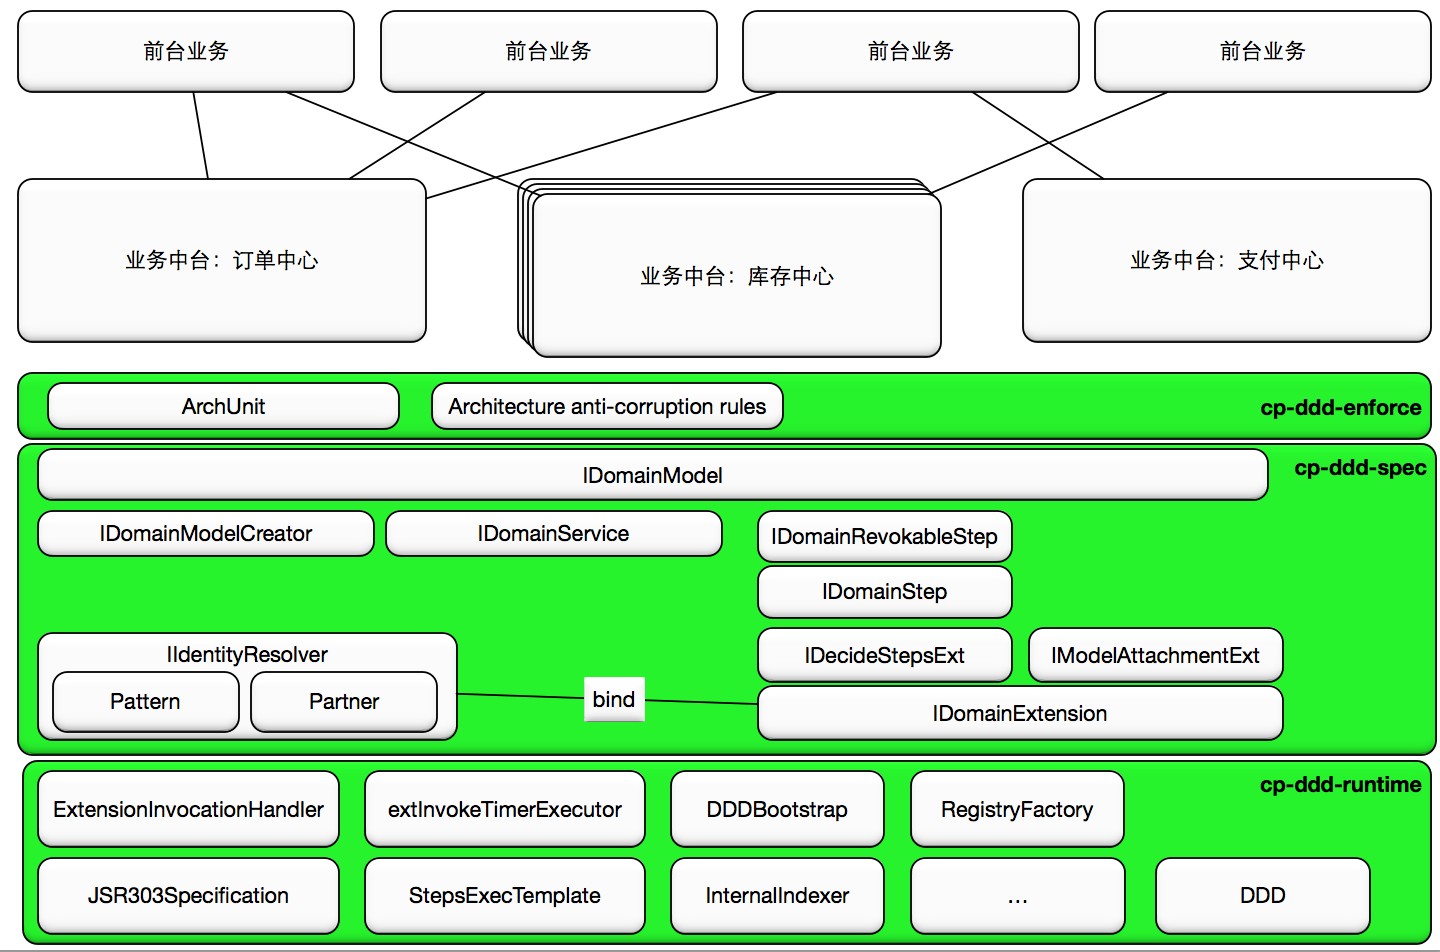 前台业务
前台业务
前台业务
前台业务
业务中台：订单中心
业务中台：库存中心
业务中台：支付中心
ArchUnit
Architecture anti-corruption rules
cp-ddd-enforce
cp-ddd-spec
IDomainModel
IDomainModelCreator
IDomainService
IDomainRevokableStep
IDomainStep
IIdentityResolver
Pattern
Partner
bind
IDecideStepsExt
IModelAttachmentExt
IDomainExtension
cp-ddd-runtime
ExtensionInvocationHandler
extInvokeTimerExecutor
DDDBootstrap
RegistryFactory
JSR303Specification
StepsExecTemplate
InternalIndexer
...
DDD